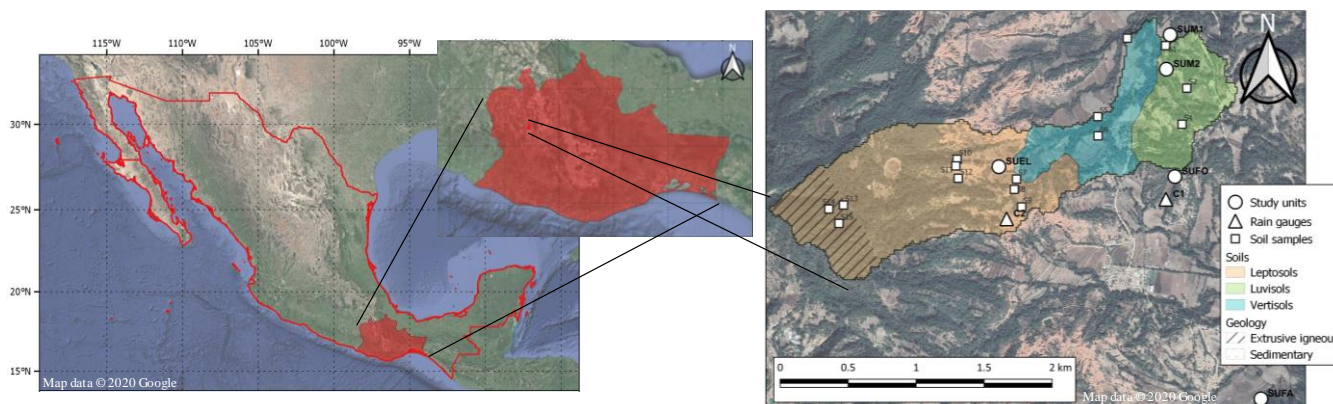 115°W 110°W 105°W 100°W 95°W
30°N
25°N
20°N
15°N
Map data © 2020 Google
N
N
SUM1
SUM2
SUEL
SUFO
C1
C2
S10
S12
SUFA
Study units
Rain gauges
Soil samples
Soils
Leptosols
Luvisols
Vertisols
Geology
Extrusive igneou
Sedimentary
0 0.5 1 1.5 2 km
Map data © 2020 Google